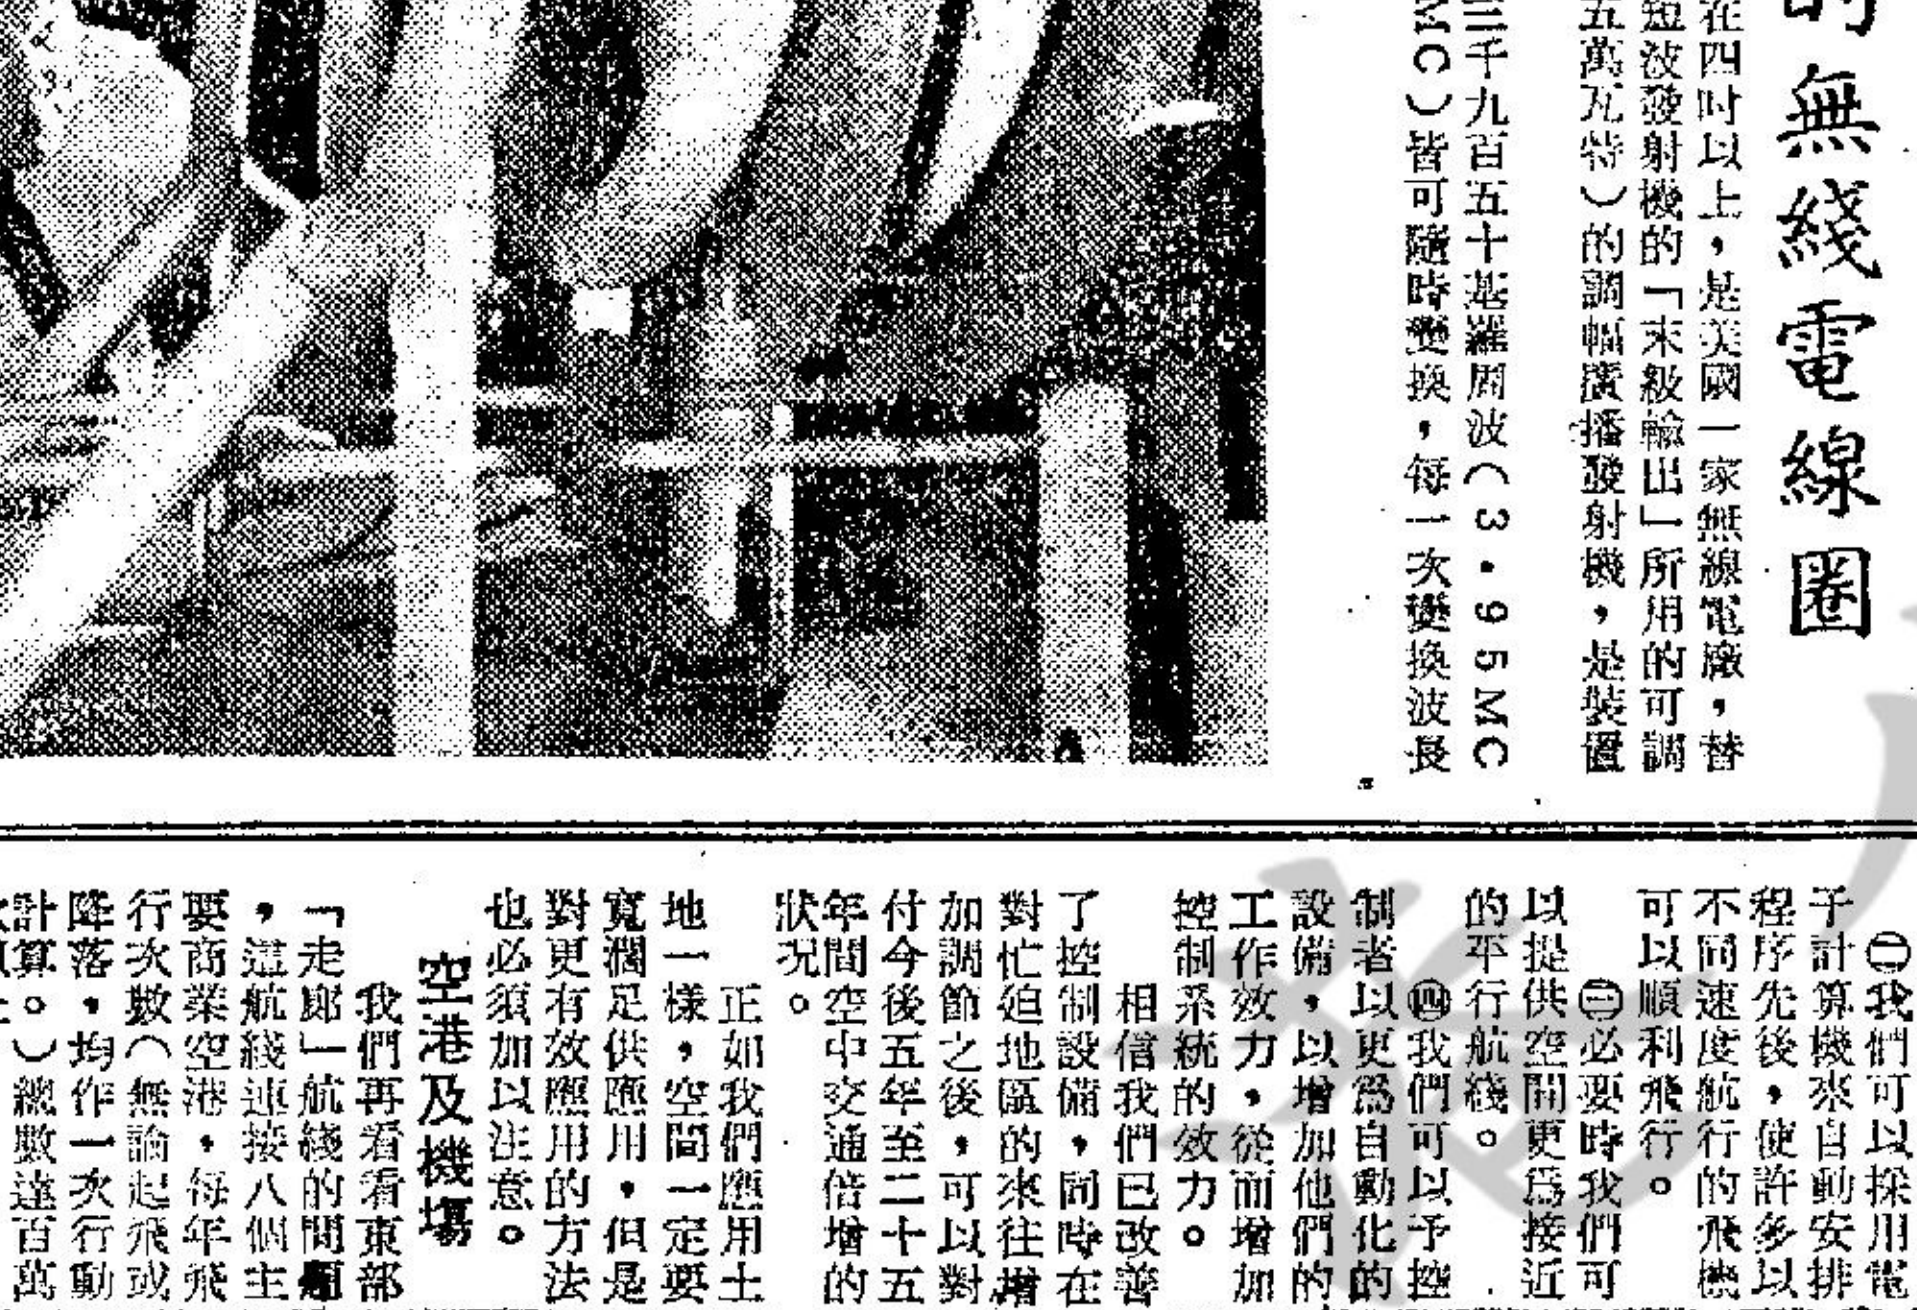 無綫電線圈
在四吋以上，是美國一家無線電廠，替
短波發射機的「末級輸出」所用的可調
五萬瓦特）的調幅廣播發射機，是裝置
三千九百五十基羅周波（3．95MC
MC）皆可隨時變換，每一次變換波長
㊁我們可以採用電
子計算機來自動安排
程序先後，使許多以
不同速度航行的飛機
可以順利飛行。
㊂必要時我們可
以提供空間更爲接近
的平行航綫。
㊃我們可以予控
制者以更爲自動化的
設備，以增加他們的
工作效力，從而增加
控制系統的效力。
相信我們已改善
了控制設備，同時在
對忙迫地區的來往增
加調節之後，可以對
付今後五年至二十五
年間空中交通倍增的
狀況。
正如我們應用土
地一樣，空間一定要
寬濶足供應用，但是
對更有效應用的方法
也必須加以注意。
空港及機場
我們再看看東部
「走廊」航綫的問題
，這航綫連接八個主
要商業空港，每年飛
行次數（無論起飛或
降落，均作一次行動
計算。）總數達百萬